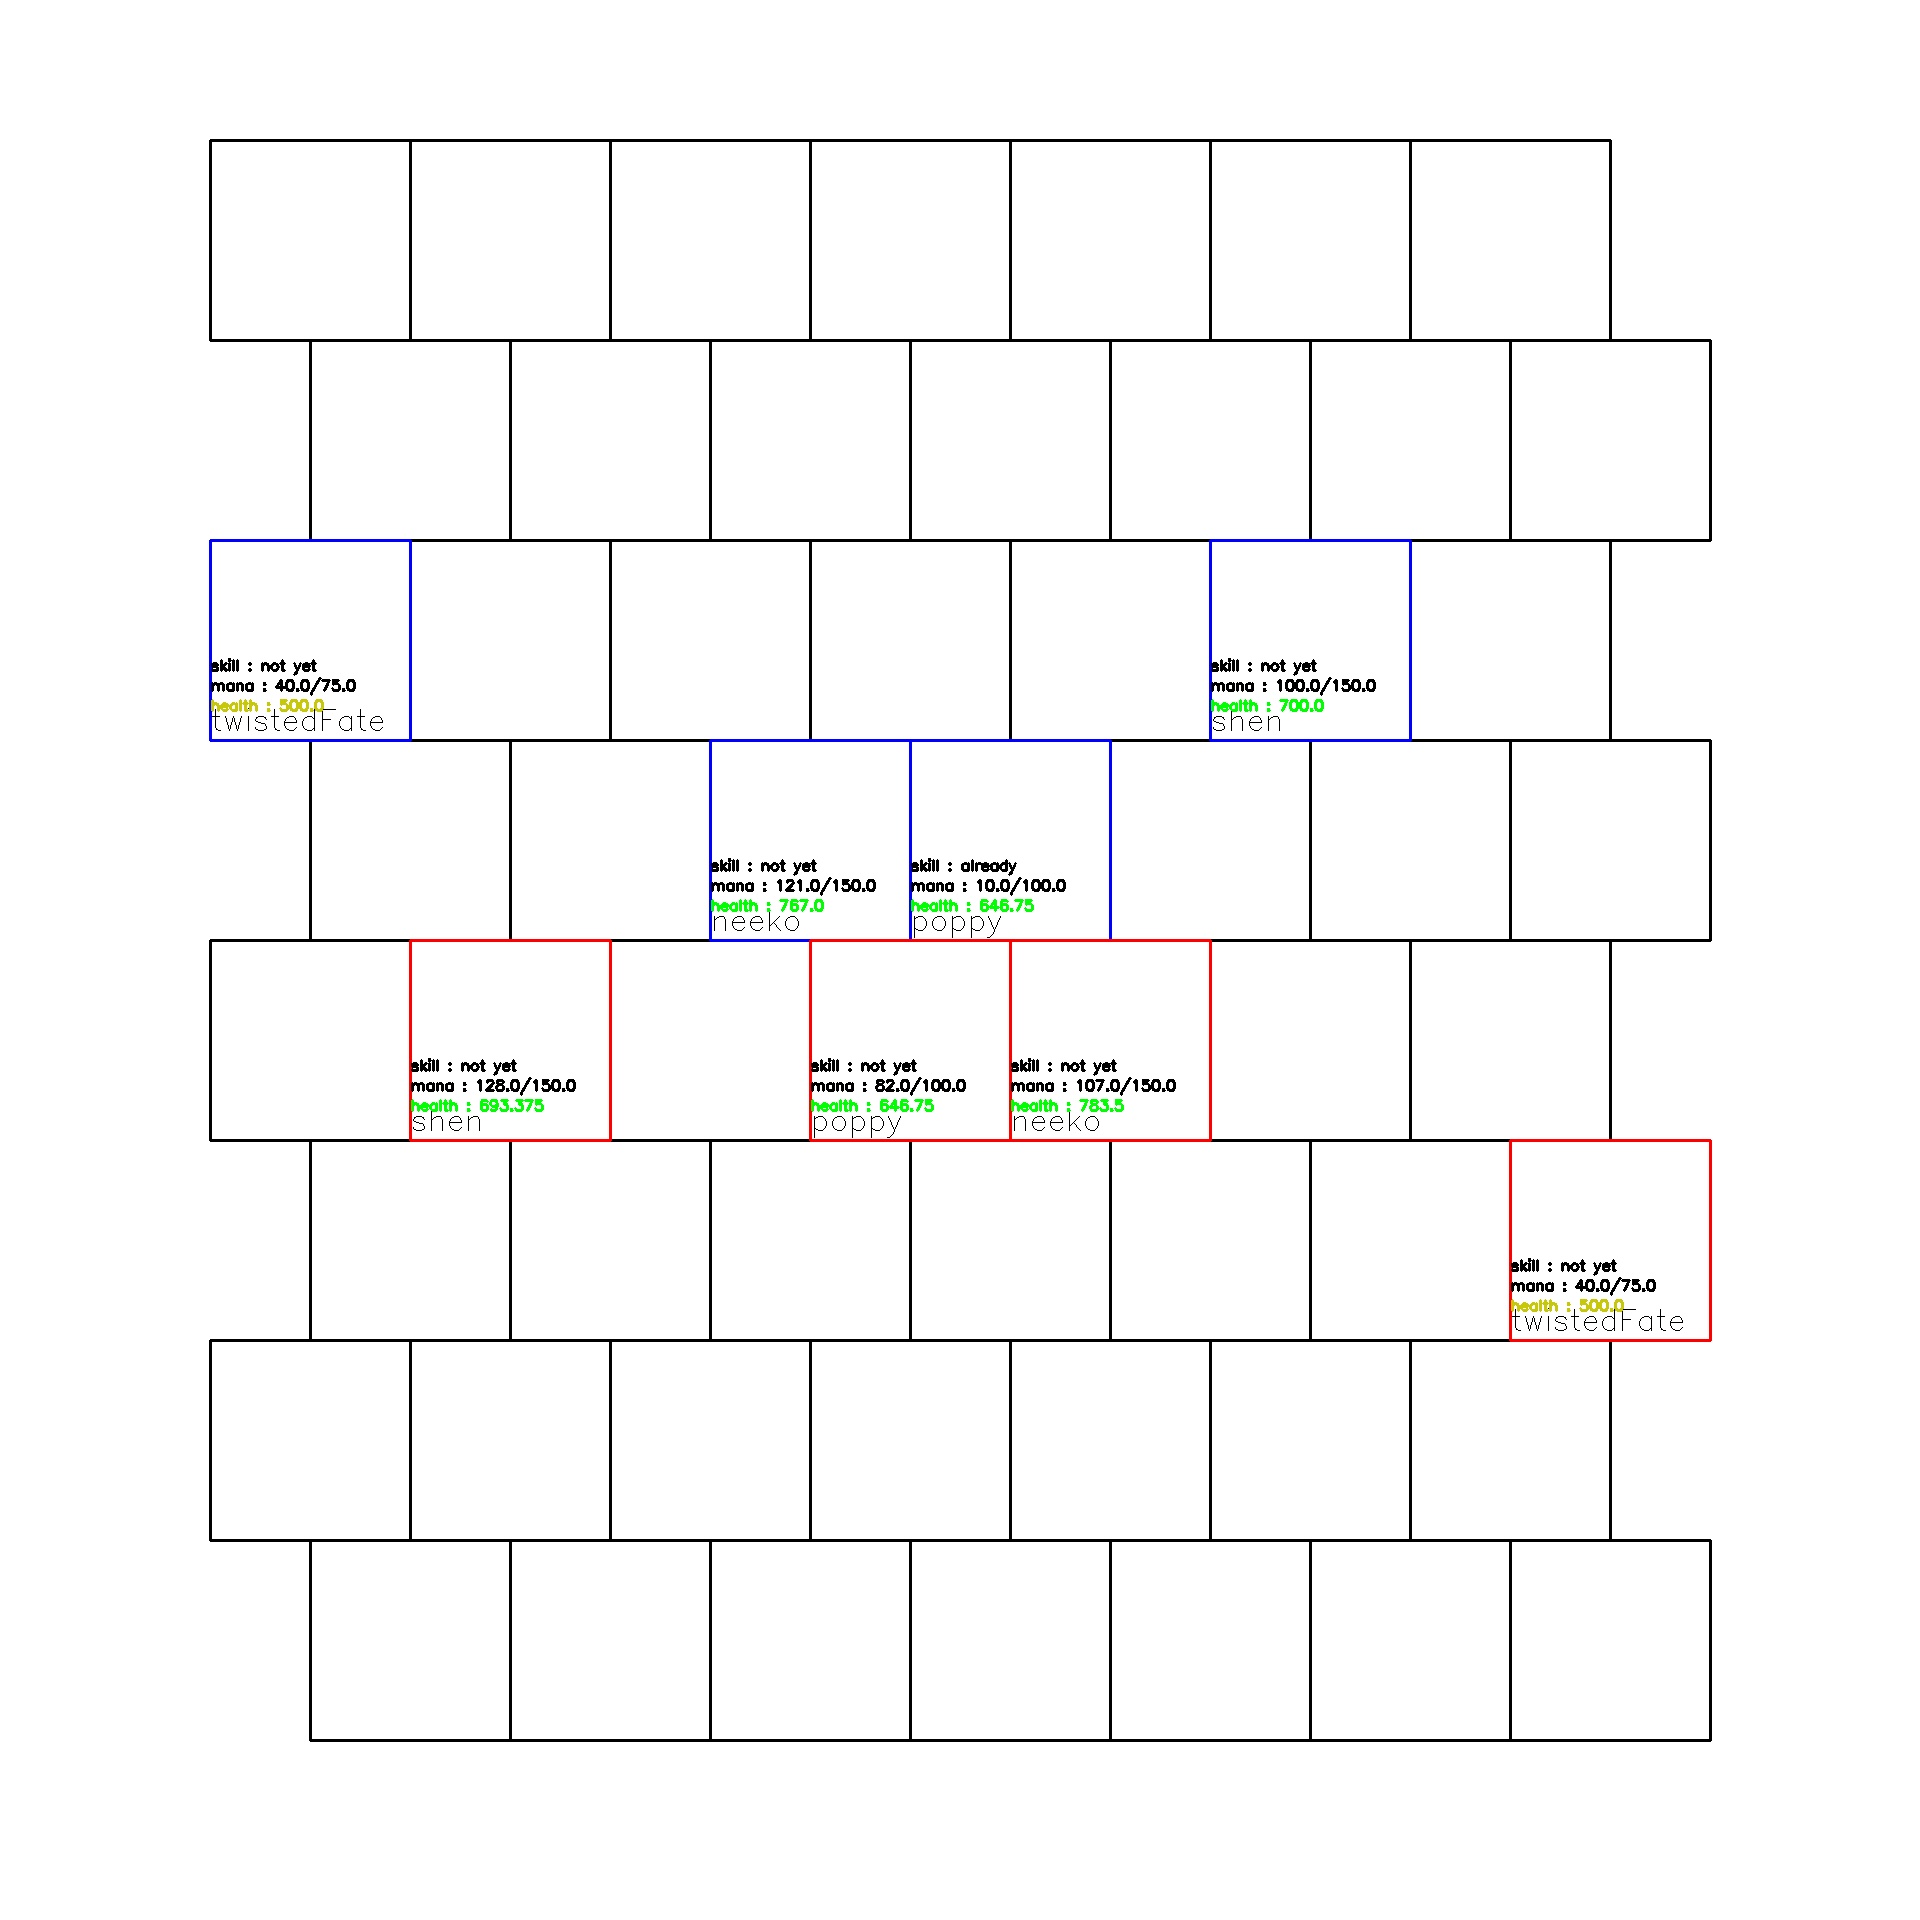 skill : not yet
mana : 40.0/75.0
health : 500.0
twistedFate
skill : not yet
mana : 100.0/150.0
health : 700.0
shen
skill : not yet
mana : 121.0/150.0
health : 767.0
neeko
skill : already
mana : 10.0/100.0
health : 646.75
poppy
skill : not yet
mana : 128.0/150.0
health : 693.375
shen
skill : not yet
mana : 82.0/100.0
health : 646.75
poppy
skill : not yet
mana : 107.0/150.0
health : 783.5
neeko
skill : not yet
mana : 40.0/75.0
health : 500.0
twistedFate